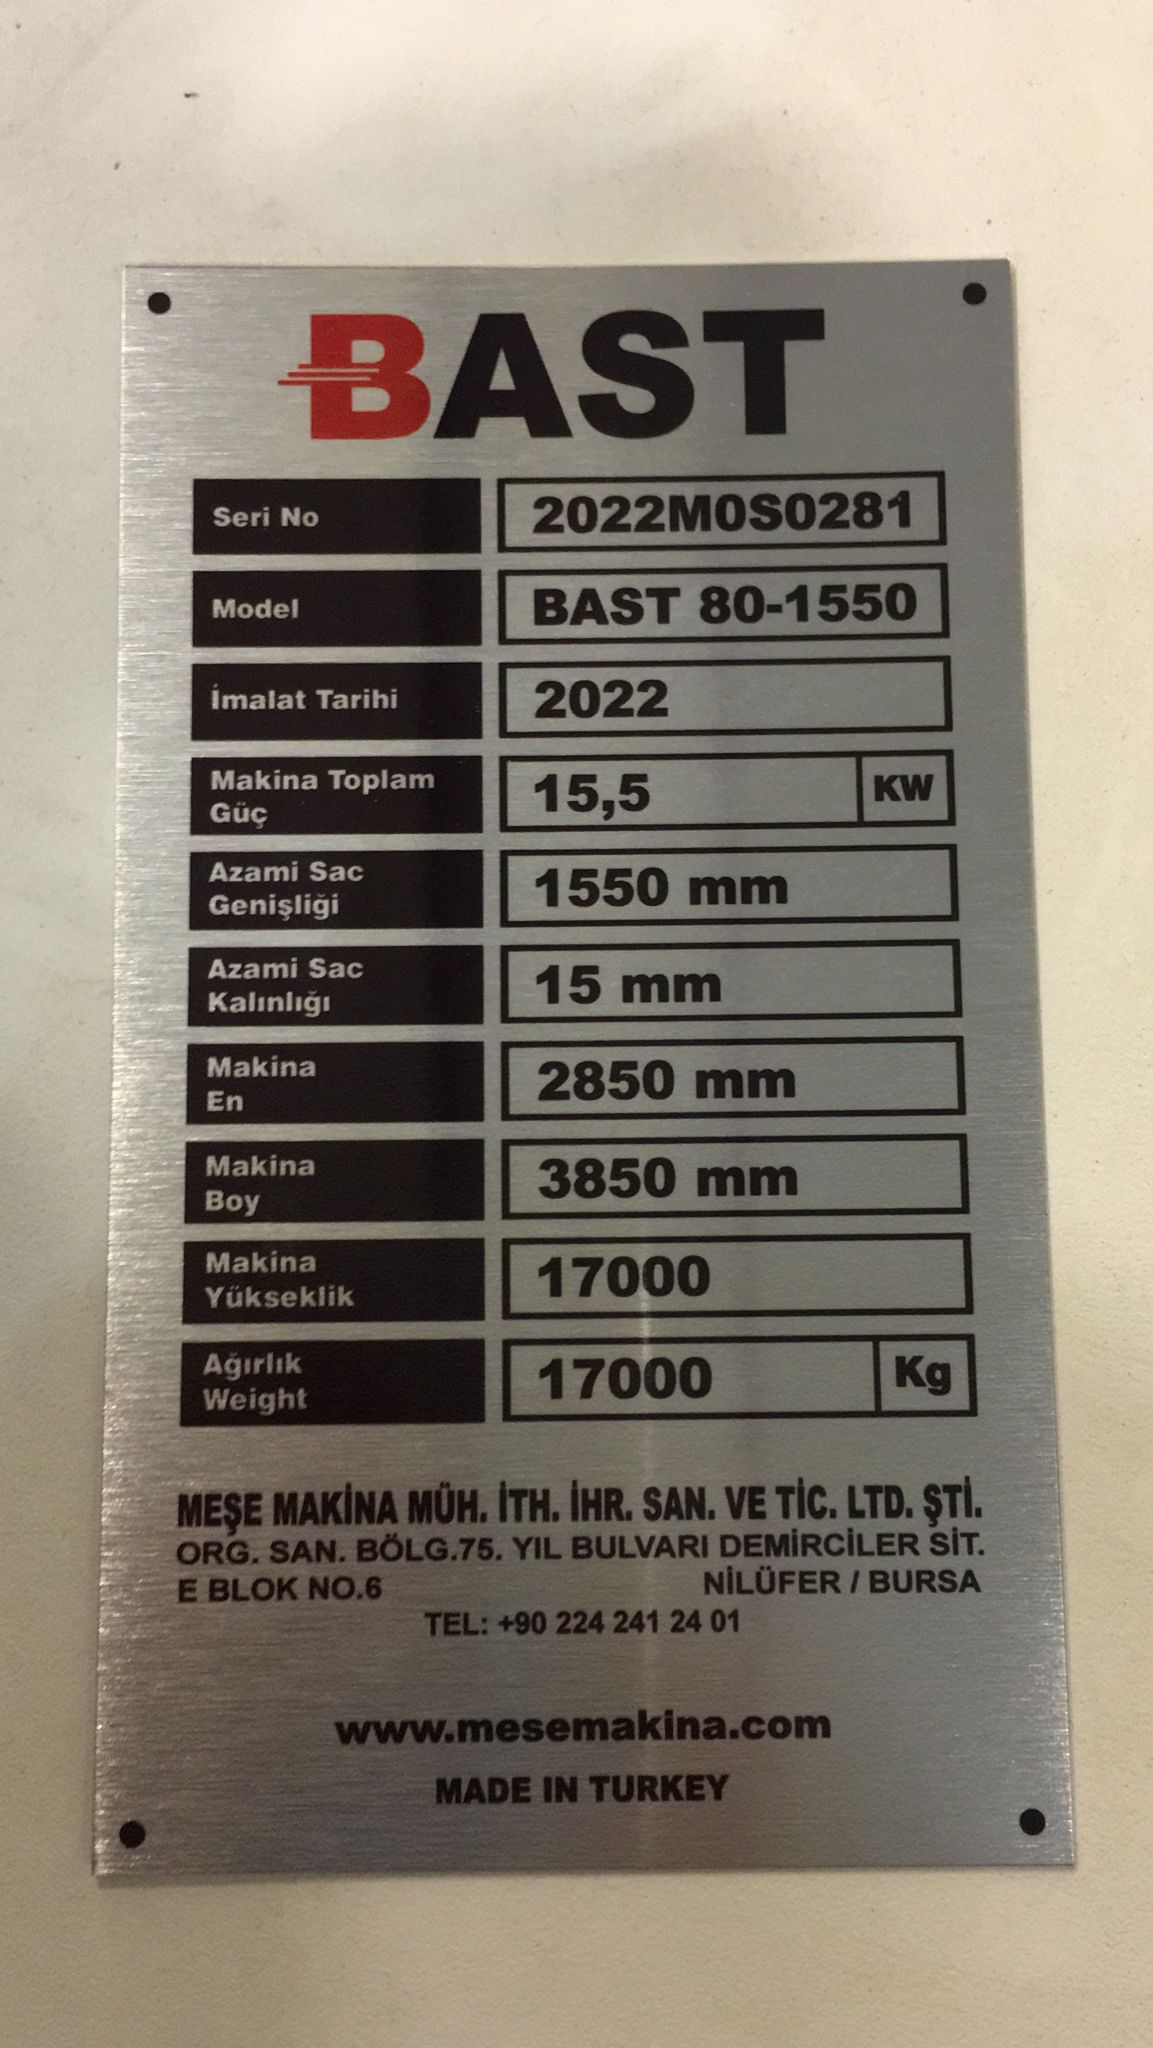 BAST
Seri No 2022M0S0281
Model BAST 80-1550
İmalat Tarihi 2022
Makina Toplam
Güç 15,5 KW
Azami Sac
Genişliği 1550 mm
Azami Sac
Kalınlığı 15 mm
Makina
En 2850 mm
Makina
Boy 3850 mm
Makina
Yükseklik 17000
Ağırlık
Weight 17000 Kg
MEŞE MAKİNA MÜH. İTH. İHR. SAN. VE TİC. LTD. ŞTİ.
ORG. SAN. BÖLG.75. YIL BULVARI DEMİRCİLER SİT.
E BLOK NO.6 NİLÜFER / BURSA
TEL: +90 224 241 24 01
www.mesemakina.com
MADE IN TURKEY